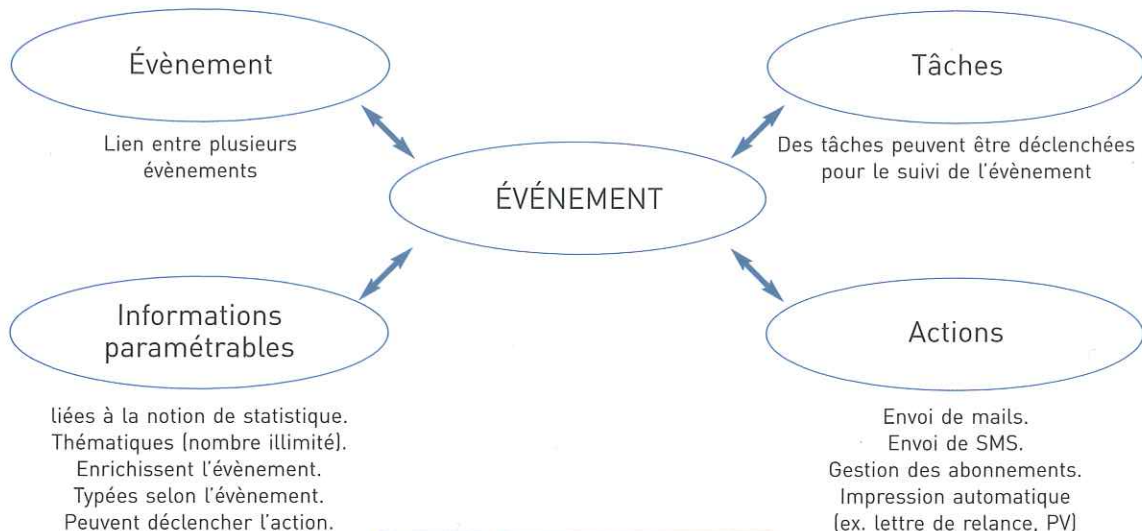 Évènement
Lien entre plusieurs
évènements
Tâches
Des tâches peuvent être déclenchées
pour le suivi de l'évènement
ÉVÉNEMENT
Informations
paramétrables
liées à la notion de statistique.
Thématiques (nombre illimité).
Enrichissent l'évènement.
Typées selon l'évènement.
Peuvent déclencher l'action.
Actions
Envoi de mails.
Envoi de SMS.
Gestion des abonnements.
Impression automatique
(ex. lettre de relance, PV)